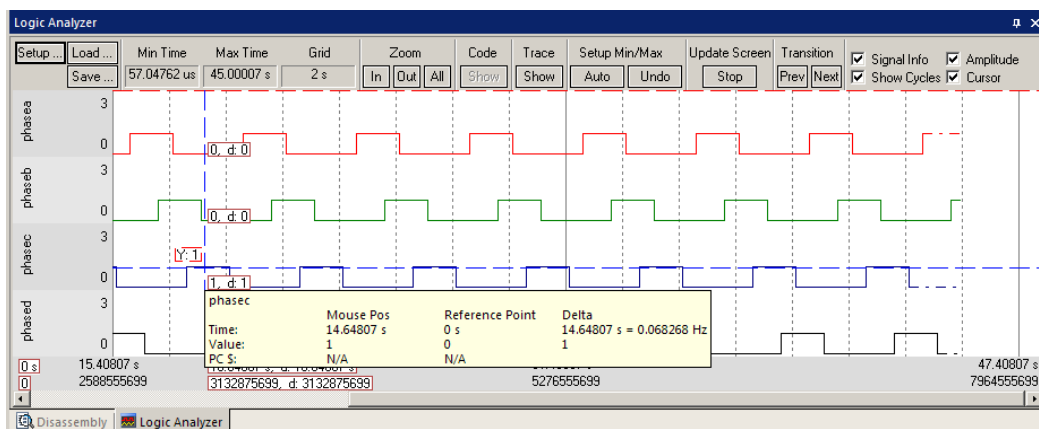 Logic Analyzer
Setup ... Load ... Min Time Max Time Grid Zoom Code Trace Setup Min/Max Update Screen Transition Signal Info Amplitude
Save ... 57.04762 us 45.00007 s 2 s In Out All Show Show Auto Undo Stop Prev Next Show Cycles Cursor
phasea 3
0 0, d: 0
phaseb 3
0 0, d: 0
phasec 3
Y: 1
0 1, d: 1
phased 3
0
phasec
Mouse Pos Reference Point Delta
Time: 14.64807 s 0 s 14.64807 s = 0.068268 Hz
Value: 1 0 1
PC $: N/A N/A
0 s 15.40807 s 47.40807 s
0 2588555699 3132875699, d: 3132875699 5276555699 7964555699
Disassembly Logic Analyzer